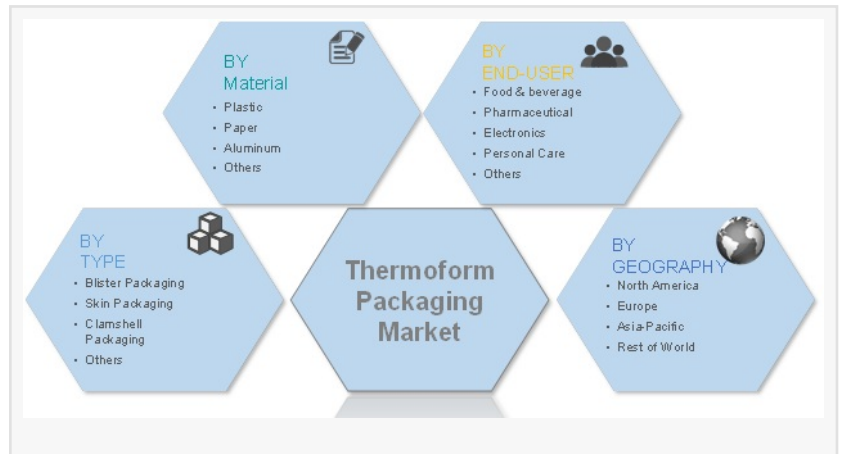 BY
Material
• Plastic
• Paper
• Aluminum
• Others
BY
END-USER
• Food & beverage
• Pharmaceutical
• Electronics
• Personal Care
• Others
BY
TYPE
• Blister Packaging
• Skin Packaging
• Clamshell
Packaging
• Others
Thermoform
Packaging
Market
BY
GEOGRAPHY
• North America
• Europe
• Asia-Pacific
• Rest of World